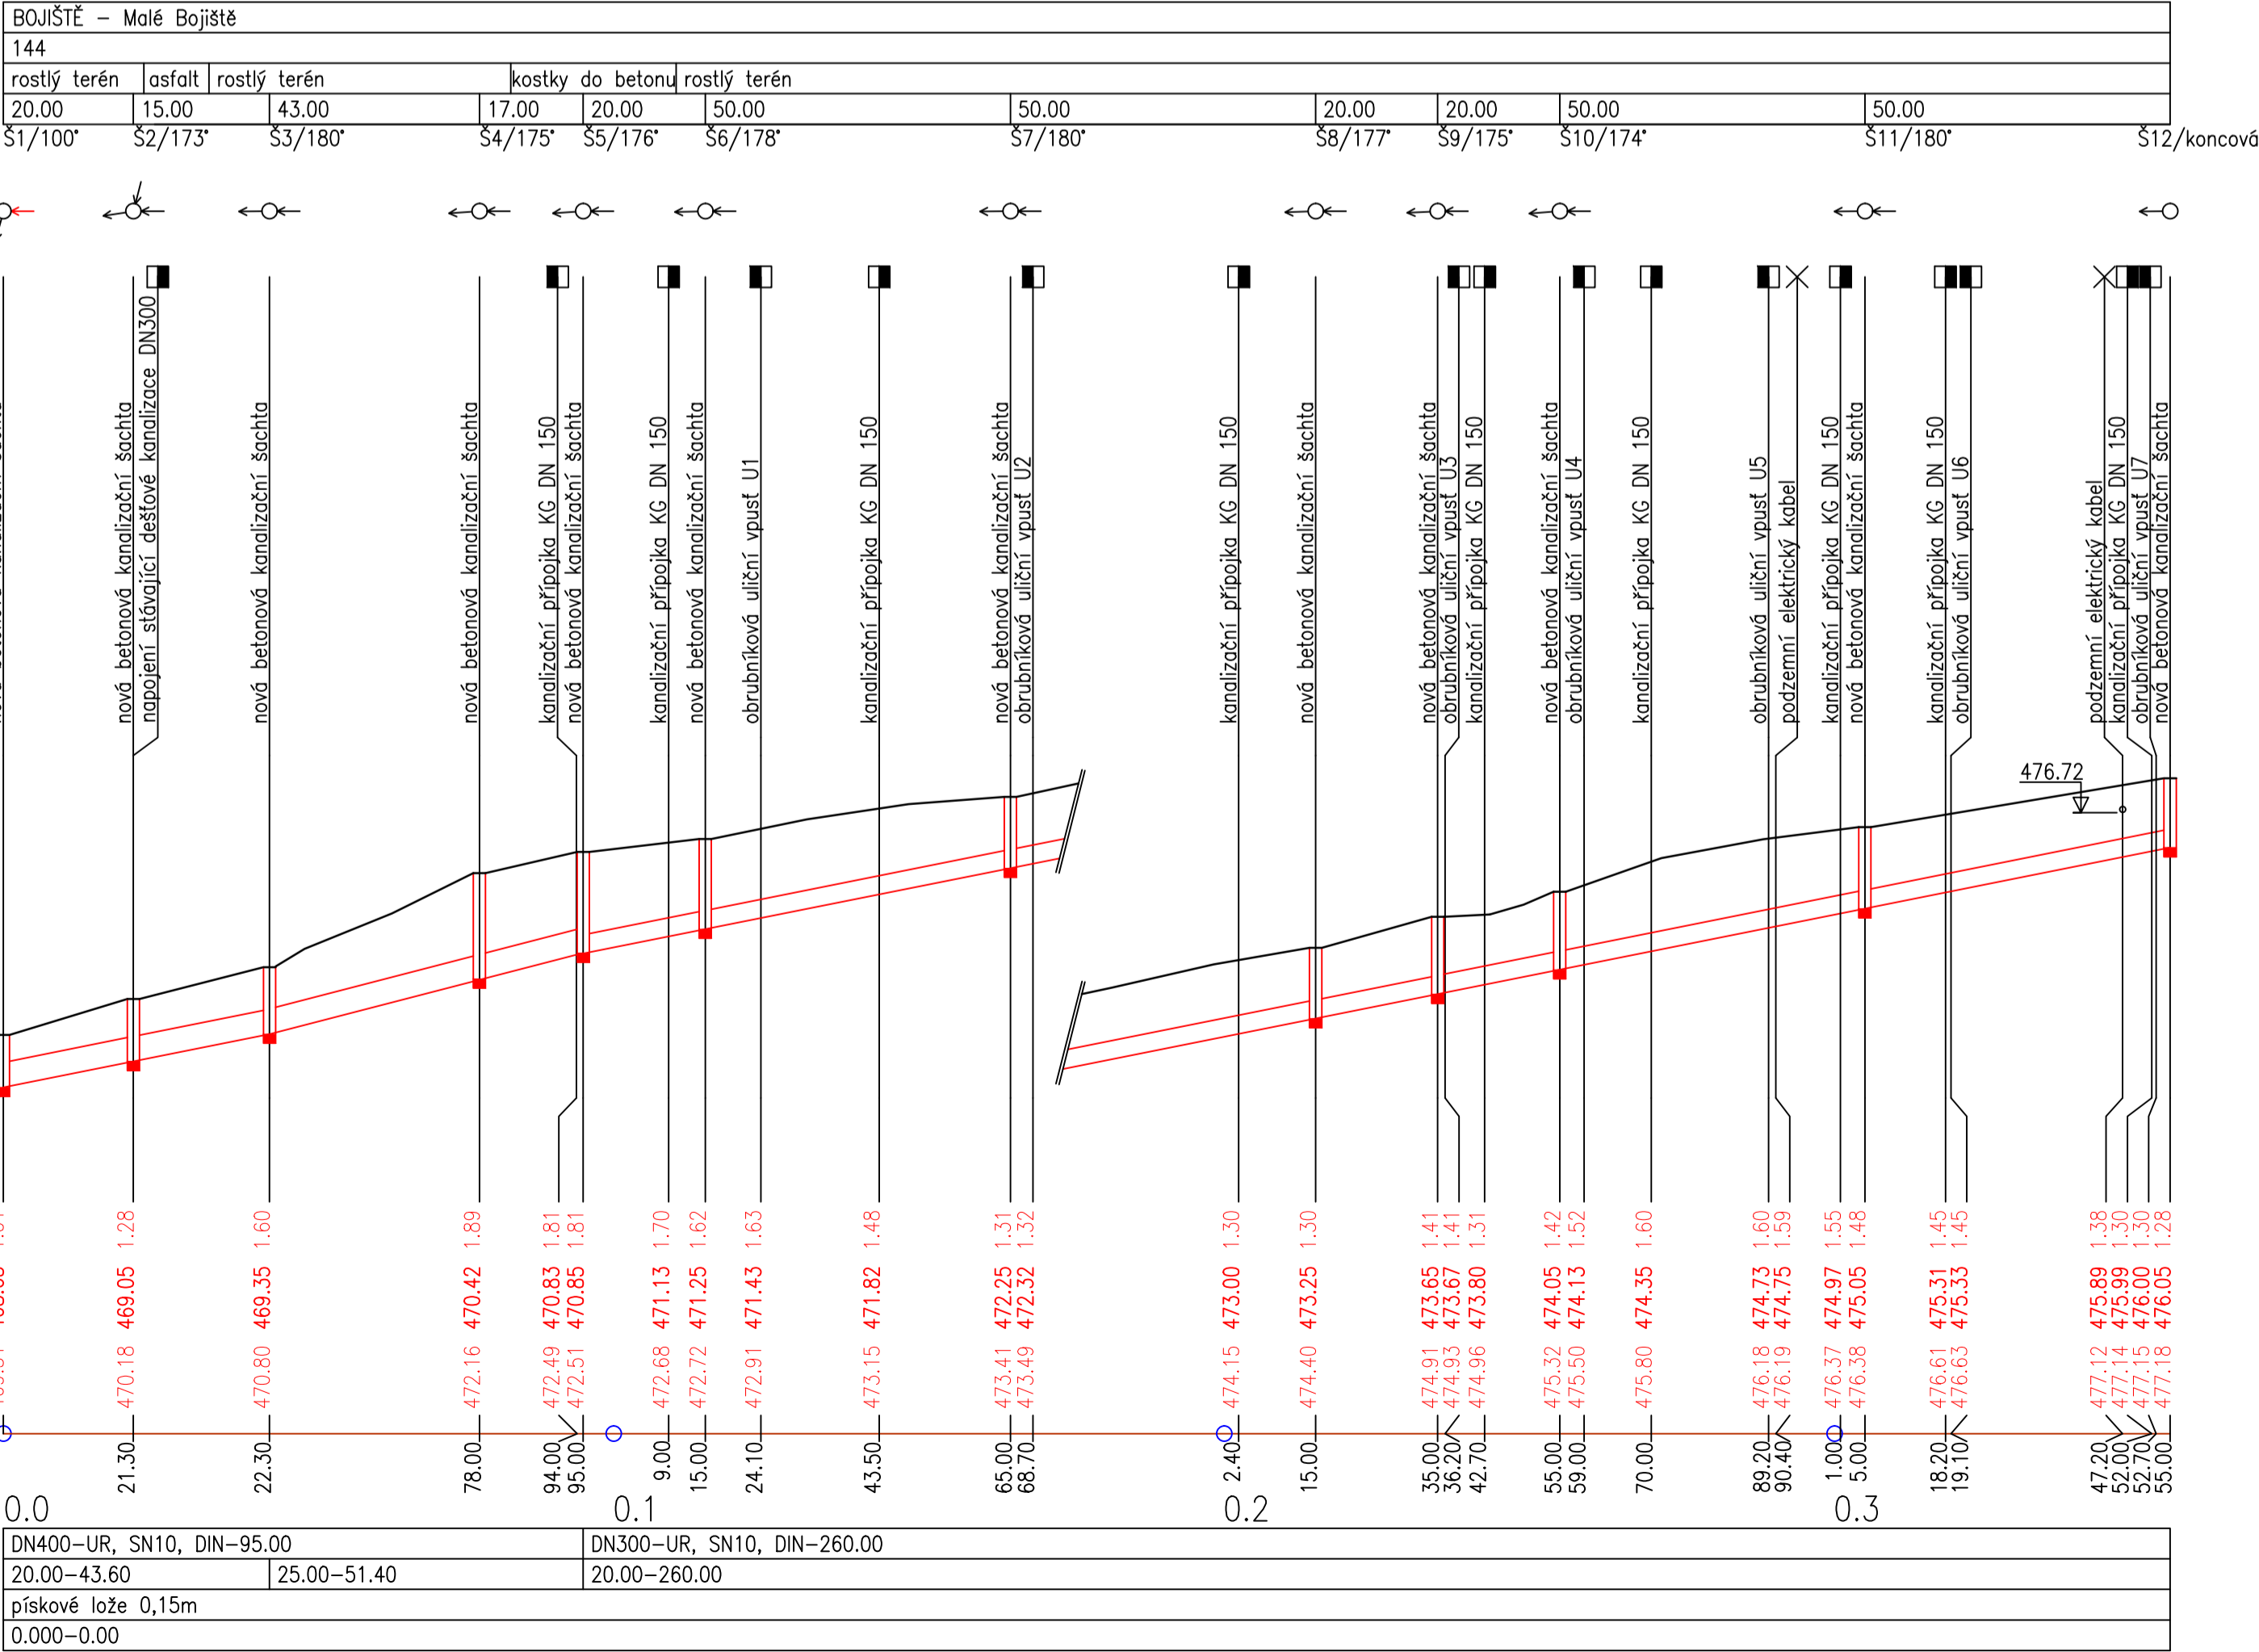 BOJIŠTĚ – Malé Bojiště
144
rostlý terén asfalt rostlý terén kostky do betonu rostlý terén
20.00 15.00 43.00 17.00 20.00 50.00 50.00 20.00 20.00 50.00 50.00
Š1/100° Š2/173° Š3/180° Š4/175° Š5/176° Š6/178° Š7/180° Š8/177° Š9/175° Š10/174° Š11/180° Š12/koncová
nová betonová kanalizační šachta
napojení stávající dešťové kanalizace DN300
nová betonová kanalizační šachta
nová betonová kanalizační šachta
kanalizační přípojka KG DN 150
nová betonová kanalizační šachta
kanalizační přípojka KG DN 150
nová betonová kanalizační šachta
obrubníková uliční vpusť U1
kanalizační přípojka KG DN 150
nová betonová kanalizační šachta
obrubníková uliční vpusť U2
kanalizační přípojka KG DN 150
nová betonová kanalizační šachta
nová betonová kanalizační šachta
obrubníková uliční vpusť U3
kanalizační přípojka KG DN 150
nová betonová kanalizační šachta
obrubníková uliční vpusť U4
kanalizační přípojka KG DN 150
obrubníková uliční vpusť U5
podzemní elektrický kabel
kanalizační přípojka KG DN 150
nová betonová kanalizační šachta
kanalizační přípojka KG DN 150
obrubníková uliční vpusť U6
podzemní elektrický kabel
kanalizační přípojka KG DN 150
obrubníková uliční vpusť U7
nová betonová kanalizační šachta
476.72
1.28 1.60 1.89 1.81 1.81 1.70 1.62 1.63 1.48 1.31 1.32 1.30 1.30 1.41 1.41 1.31 1.42 1.52 1.60 1.60 1.59 1.55 1.48 1.45 1.45 1.38 1.30 1.30 1.28
469.05 469.35 470.42 470.83 470.85 471.13 471.25 471.43 471.82 472.25 472.32 473.00 473.25 473.65 473.67 473.80 474.05 474.13 474.35 474.73 474.75 474.97 475.05 475.31 475.33 475.89 475.99 476.00 476.05
470.18 470.80 472.16 472.49 472.51 472.68 472.72 472.91 473.15 473.41 473.49 474.15 474.40 474.91 474.93 474.96 475.32 475.50 475.80 476.18 476.19 476.37 476.38 476.61 476.63 477.12 477.14 477.15 477.18
21.30 22.30 78.00 94.00 95.00 9.00 15.00 24.10 43.50 65.00 68.70 2.40 15.00 35.00 36.20 42.70 55.00 59.00 70.00 89.20 90.40 1.00 5.00 18.20 19.10 47.20 52.00 52.70 55.00
0.0 0.1 0.2 0.3
DN400–UR, SN10, DIN–95.00 DN300–UR, SN10, DIN–260.00
20.00–43.60 25.00–51.40 20.00–260.00
pískové lože 0,15m
0.000–0.00